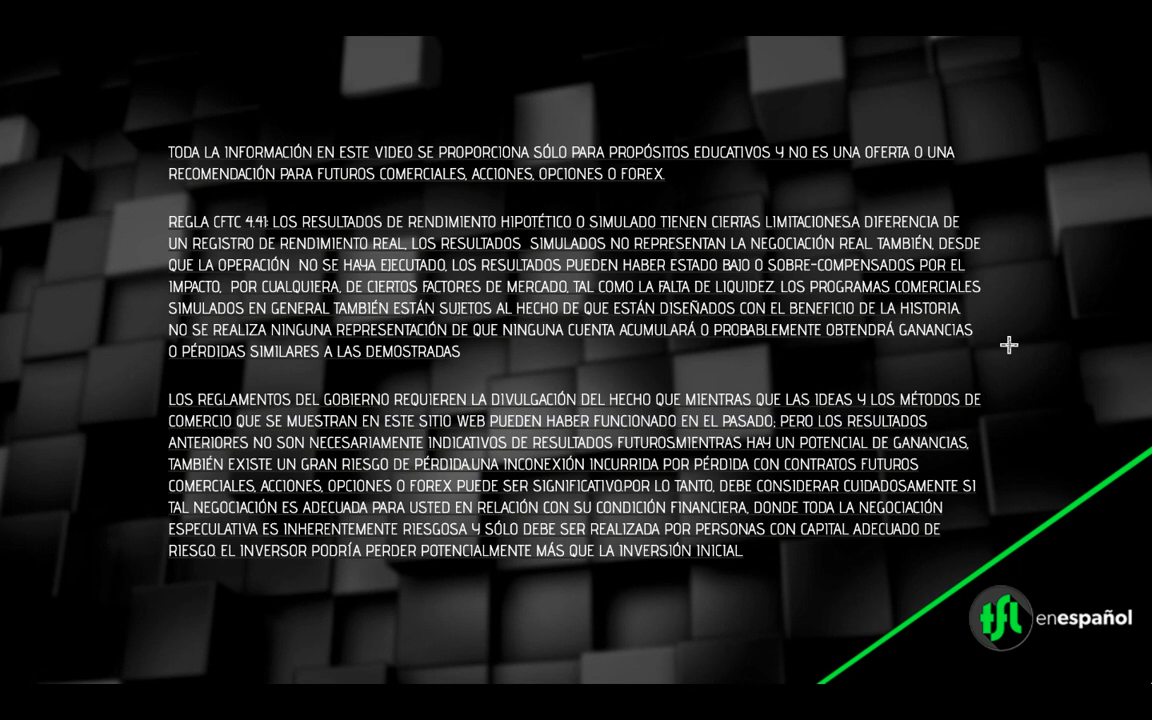 TODA LA INFORMACIÓN EN ESTE VIDEO SE PROPORCIONA SÓLO PARA PROPÓSITOS EDUCATIVOS Y NO ES UNA OFERTA O UNA
RECOMENDACIÓN PARA FUTUROS COMERCIALES, ACCIONES, OPCIONES O FOREX.
REGLA CFTC 4.41: LOS RESULTADOS DE RENDIMIENTO HIPOTÉTICO O SIMULADO TIENEN CIERTAS LIMITACIONES.A DIFERENCIA DE
UN REGISTRO DE RENDIMIENTO REAL, LOS RESULTADOS SIMULADOS NO REPRESENTAN LA NEGOCIACIÓN REAL. TAMBIÉN, DESDE
QUE LA OPERACIÓN NO SE HAYA EJECUTADO, LOS RESULTADOS PUEDEN HABER ESTADO BAJO O SOBRE-COMPENSADOS POR EL
IMPACTO, POR CUALQUIERA, DE CIERTOS FACTORES DE MERCADO, TAL COMO LA FALTA DE LIQUIDEZ. LOS PROGRAMAS COMERCIALES
SIMULADOS EN GENERAL TAMBIÉN ESTÁN SUJETOS AL HECHO DE QUE ESTÁN DISEÑADOS CON EL BENEFICIO DE LA HISTORIA.
NO SE REALIZA NINGUNA REPRESENTACIÓN DE QUE NINGUNA CUENTA ACUMULARÁ O PROBABLEMENTE OBTENDRÁ GANANCIAS
O PÉRDIDAS SIMILARES A LAS DEMOSTRADAS
LOS REGLAMENTOS DEL GOBIERNO REQUIEREN LA DIVULGACIÓN DEL HECHO QUE MIENTRAS QUE LAS IDEAS Y LOS MÉTODOS DE
COMERCIO QUE SE MUESTRAN EN ESTE SITIO WEB PUEDEN HABER FUNCIONADO EN EL PASADO; PERO LOS RESULTADOS
ANTERIORES NO SON NECESARIAMENTE INDICATIVOS DE RESULTADOS FUTUROS.MIENTRAS HAY UN POTENCIAL DE GANANCIAS,
TAMBIÉN EXISTE UN GRAN RIESGO DE PÉRDIDA.UNA INCONEXIÓN INCURRIDA POR PÉRDIDA CON CONTRATOS FUTUROS
COMERCIALES, ACCIONES, OPCIONES O FOREX PUEDE SER SIGNIFICATIVO.POR LO TANTO, DEBE CONSIDERAR CUIDADOSAMENTE SI
TAL NEGOCIACIÓN ES ADECUADA PARA USTED EN RELACIÓN CON SU CONDICIÓN FINANCIERA, DONDE TODA LA NEGOCIACIÓN
ESPECULATIVA ES INHERENTEMENTE RIESGOSA Y SÓLO DEBE SER REALIZADA POR PERSONAS CON CAPITAL ADECUADO DE
RIESGO. EL INVERSOR PODRÍA PERDER POTENCIALMENTE MÁS QUE LA INVERSIÓN INICIAL.
tfl enespañol